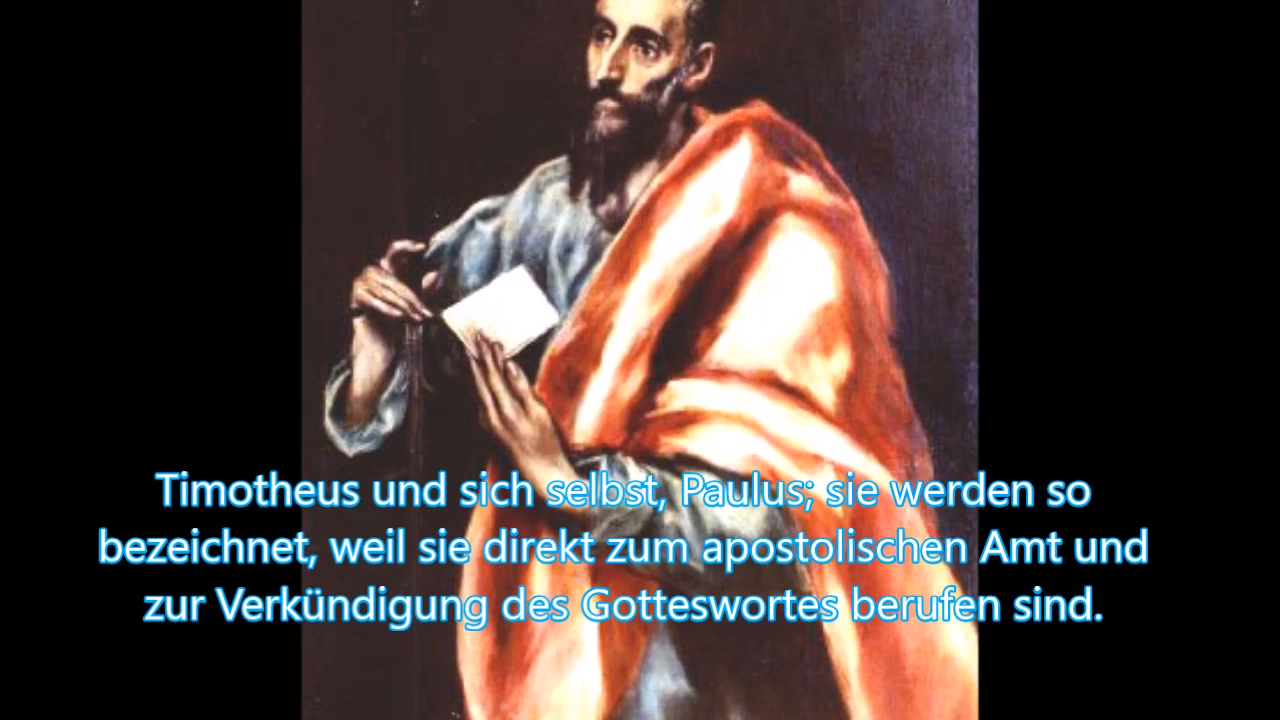 Timotheus und sich selbst, Paulus; sie werden so
bezeichnet, weil sie direkt zum apostolischen Amt und
zur Verkündigung des Gotteswortes berufen sind.